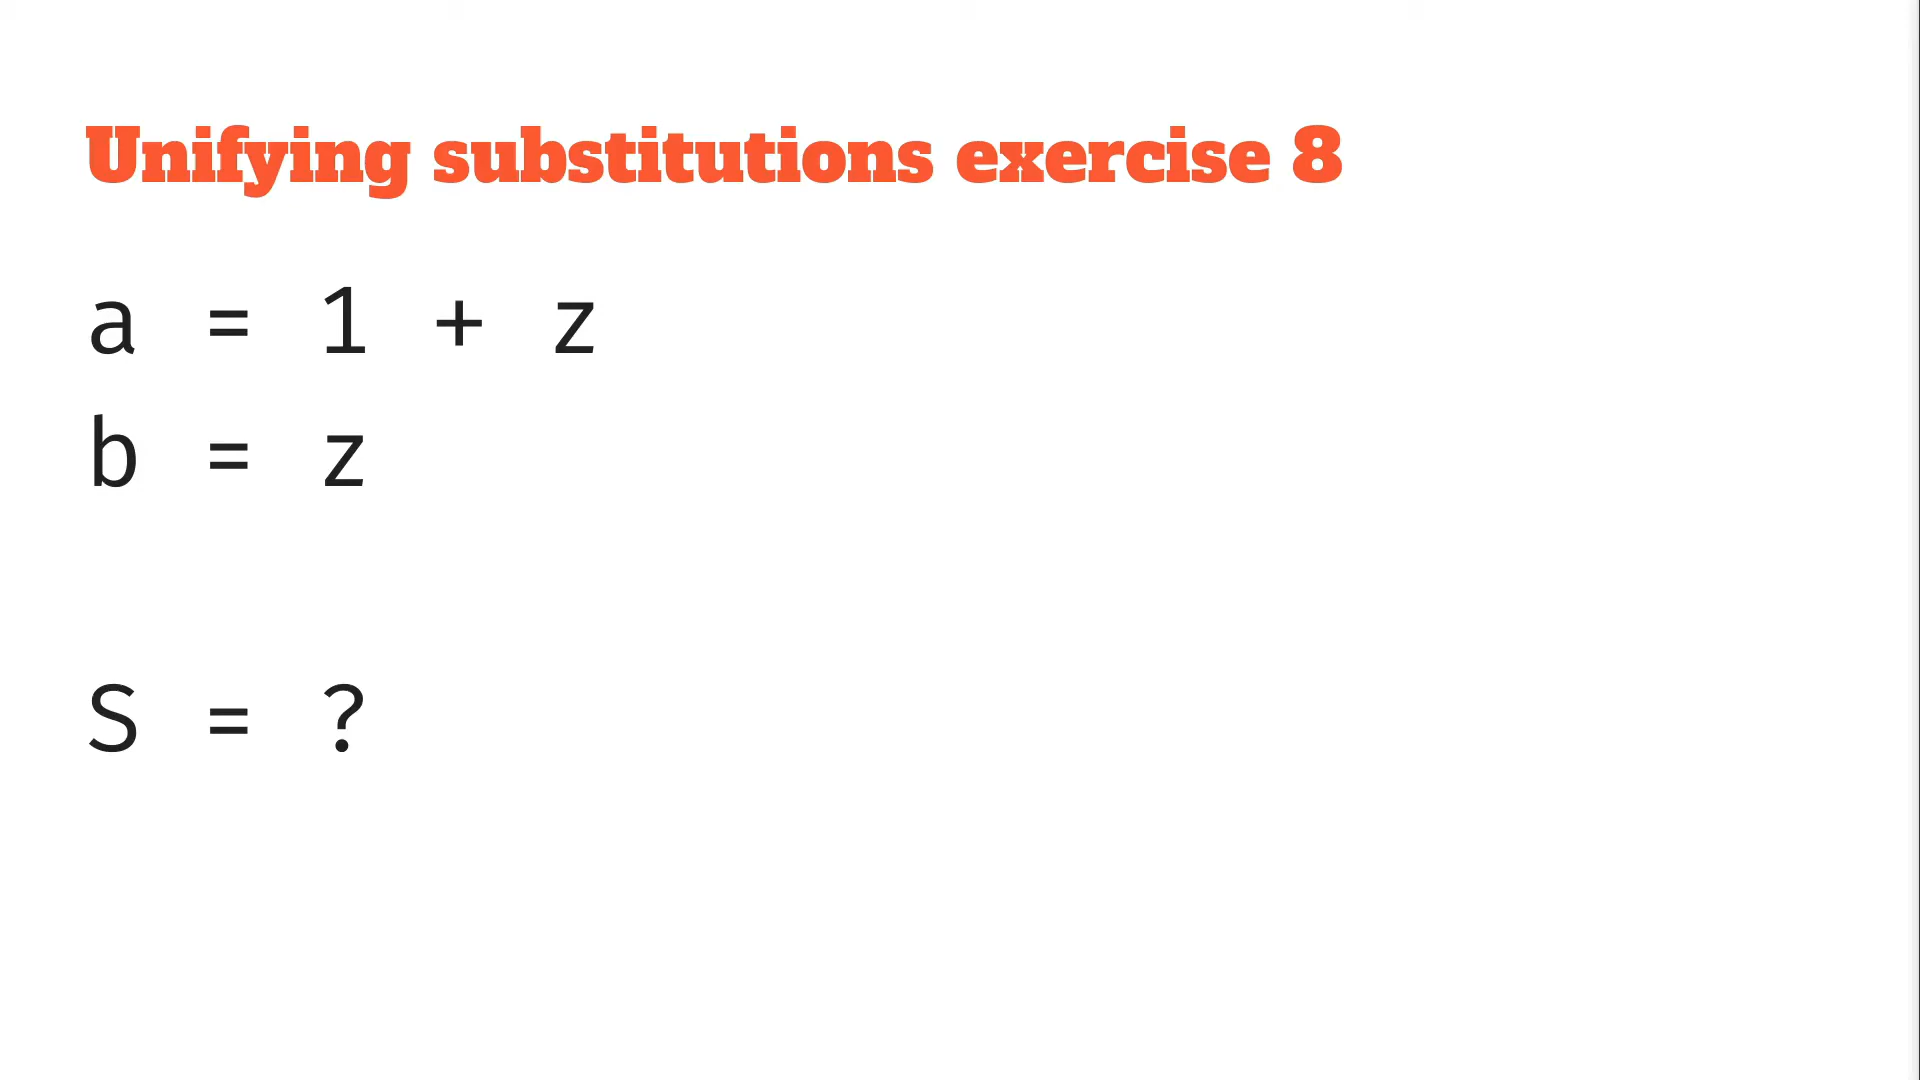 Unifying substitutions exercise 8
a = 1 + z
b = z
S = ?